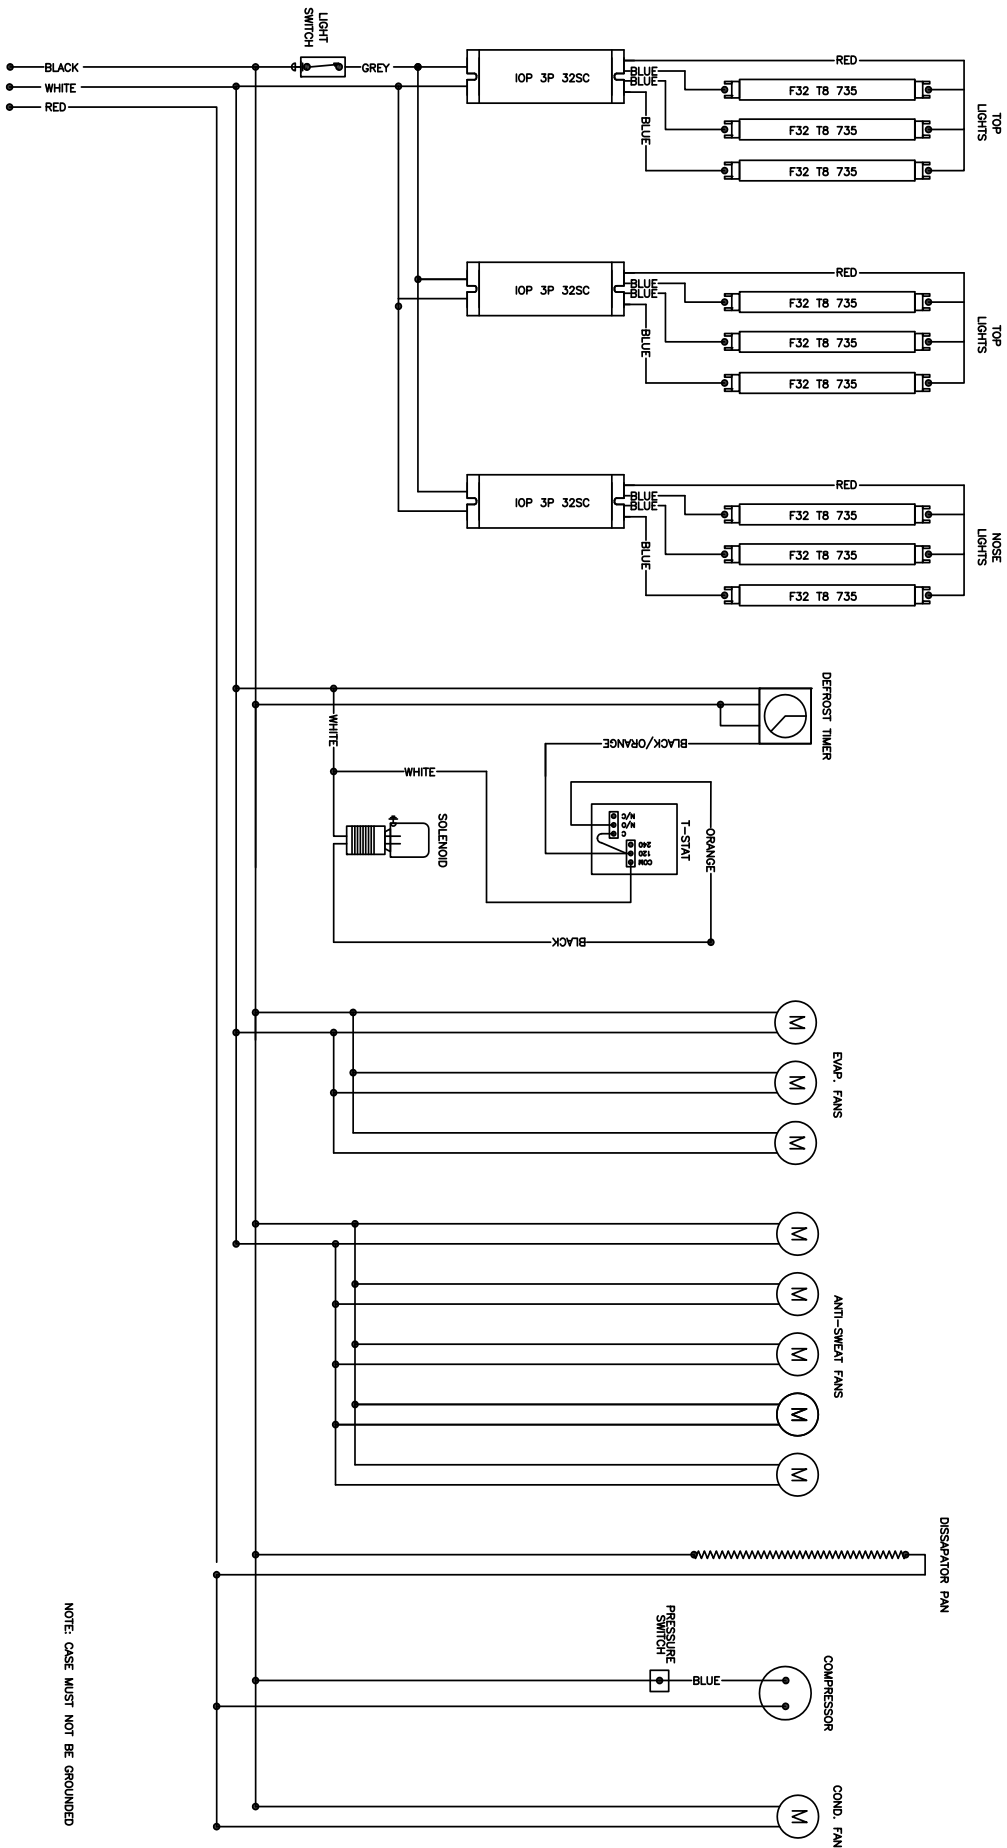 LIGHT
SWITCH
BLACK
WHITE
RED
GREY
IOP 3P 32SC
RED
BLUE
BLUE
BLUE
F32 T8 735
F32 T8 735
F32 T8 735
TOP
LIGHTS
IOP 3P 32SC
RED
BLUE
BLUE
BLUE
F32 T8 735
F32 T8 735
F32 T8 735
TOP
LIGHTS
IOP 3P 32SC
RED
BLUE
BLUE
BLUE
F32 T8 735
F32 T8 735
F32 T8 735
NOSE
LIGHTS
DEFROST TIMER
WHITE
BLACK/ORANGE
WHITE
SOLENOID
N/C
N/O
C
240
120
COM
T-STAT
ORANGE
BLACK
M
M
M
EVAP. FANS
M
M
M
M
M
ANTI-SWEAT FANS
DISSAPATOR PAN
PRESSURE
SWITCH
BLUE
COMPRESSOR
M
COND. FAN
NOTE: CASE MUST NOT BE GROUNDED